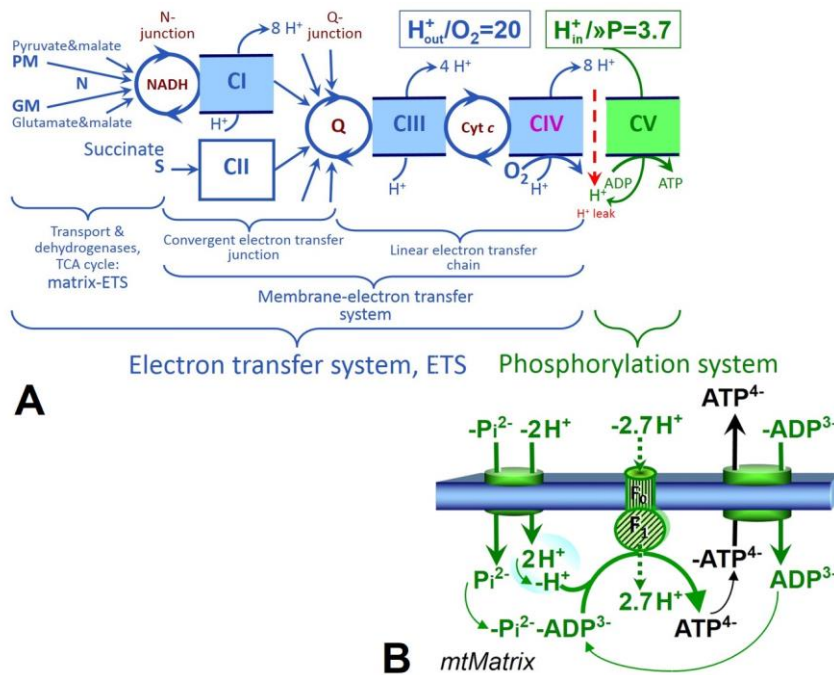 N-junction
8 H⁺
Q-junction
H⁺out/O₂=20
H⁺in/»P=3.7
Pyruvate&malate
PM
N
NADH
CI
4 H⁺
8 H⁺
GM
Glutamate&malate
H⁺
Q
CIII
Cyt c
CIV
CV
Succinate
S
CII
H⁺
O₂
H⁺
H⁺
ADP
ATP
H⁺ leak
Transport &
dehydrogenases,
TCA cycle:
matrix-ETS
Convergent electron transfer
junction
Linear electron transfer
chain
Membrane-electron transfer
system
Electron transfer system, ETS
Phosphorylation system
A
ATP⁴⁻
-Pi²⁻
-2H⁺
-2.7H⁺
-ADP³⁻
Fo
F1
2H⁺
-H⁺
Pi²⁻
2.7H⁺
-ATP⁴⁻
ADP³⁻
-Pi²⁻
-ADP³⁻
ATP⁴⁻
B
mtMatrix